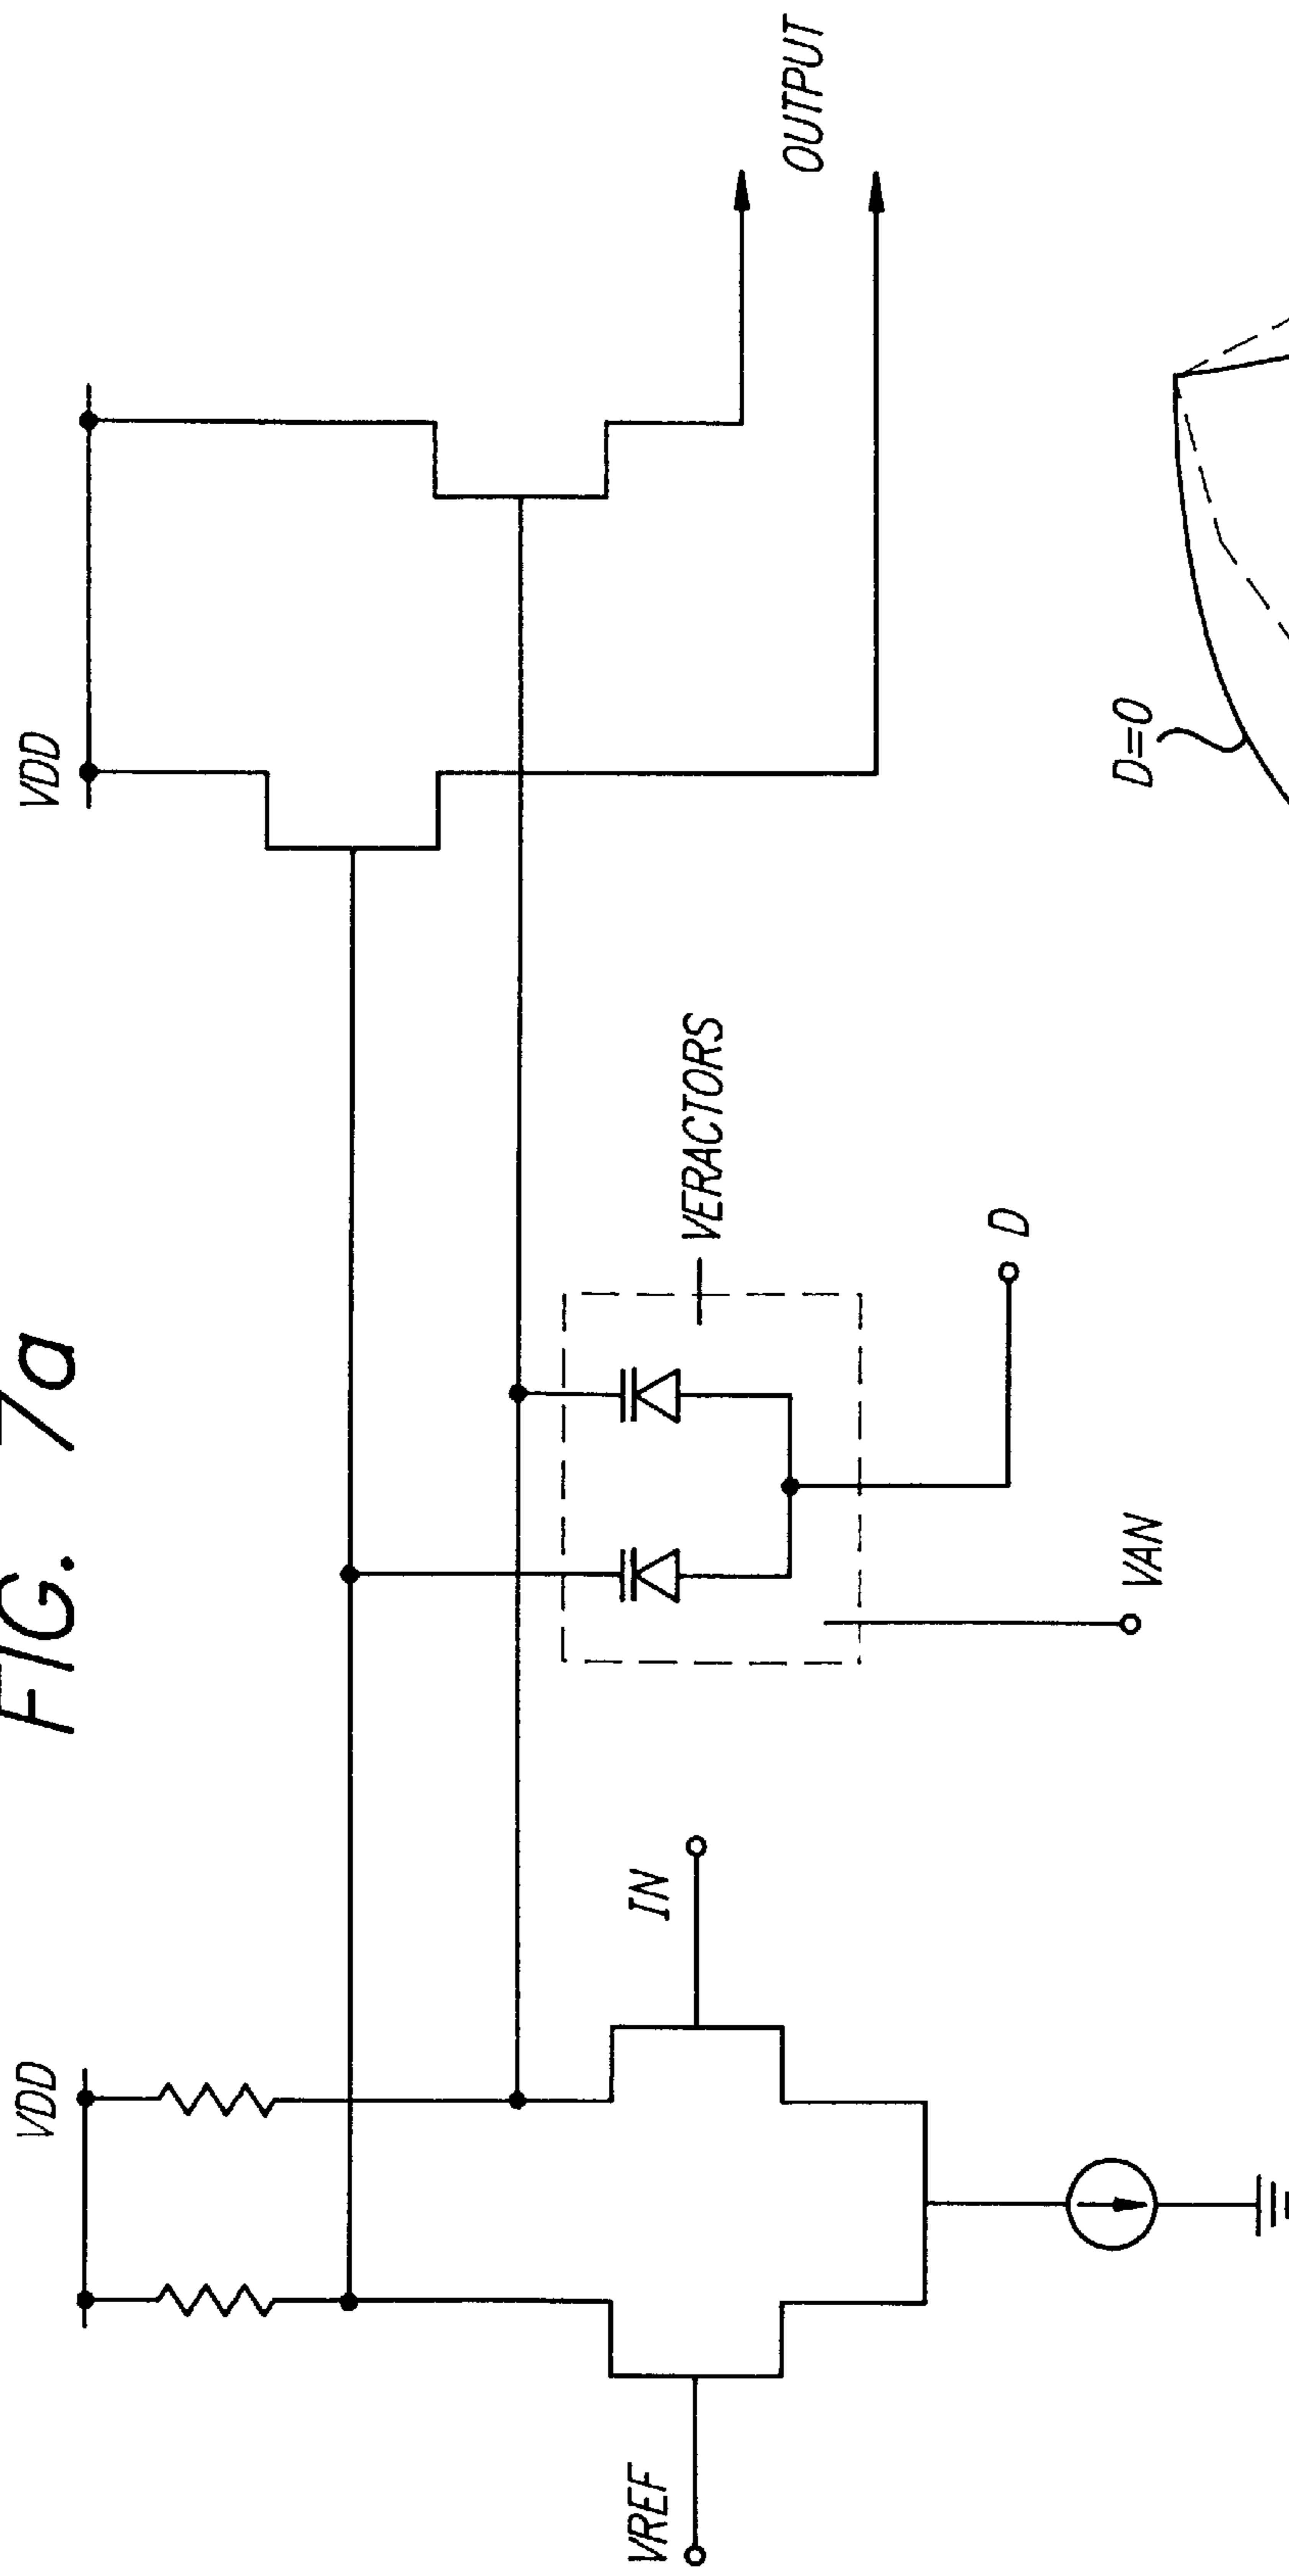 FIG. 7a
VDD
VDD
OUTPUT
VERACTORS
IN
VREF
D
VAN
D=0